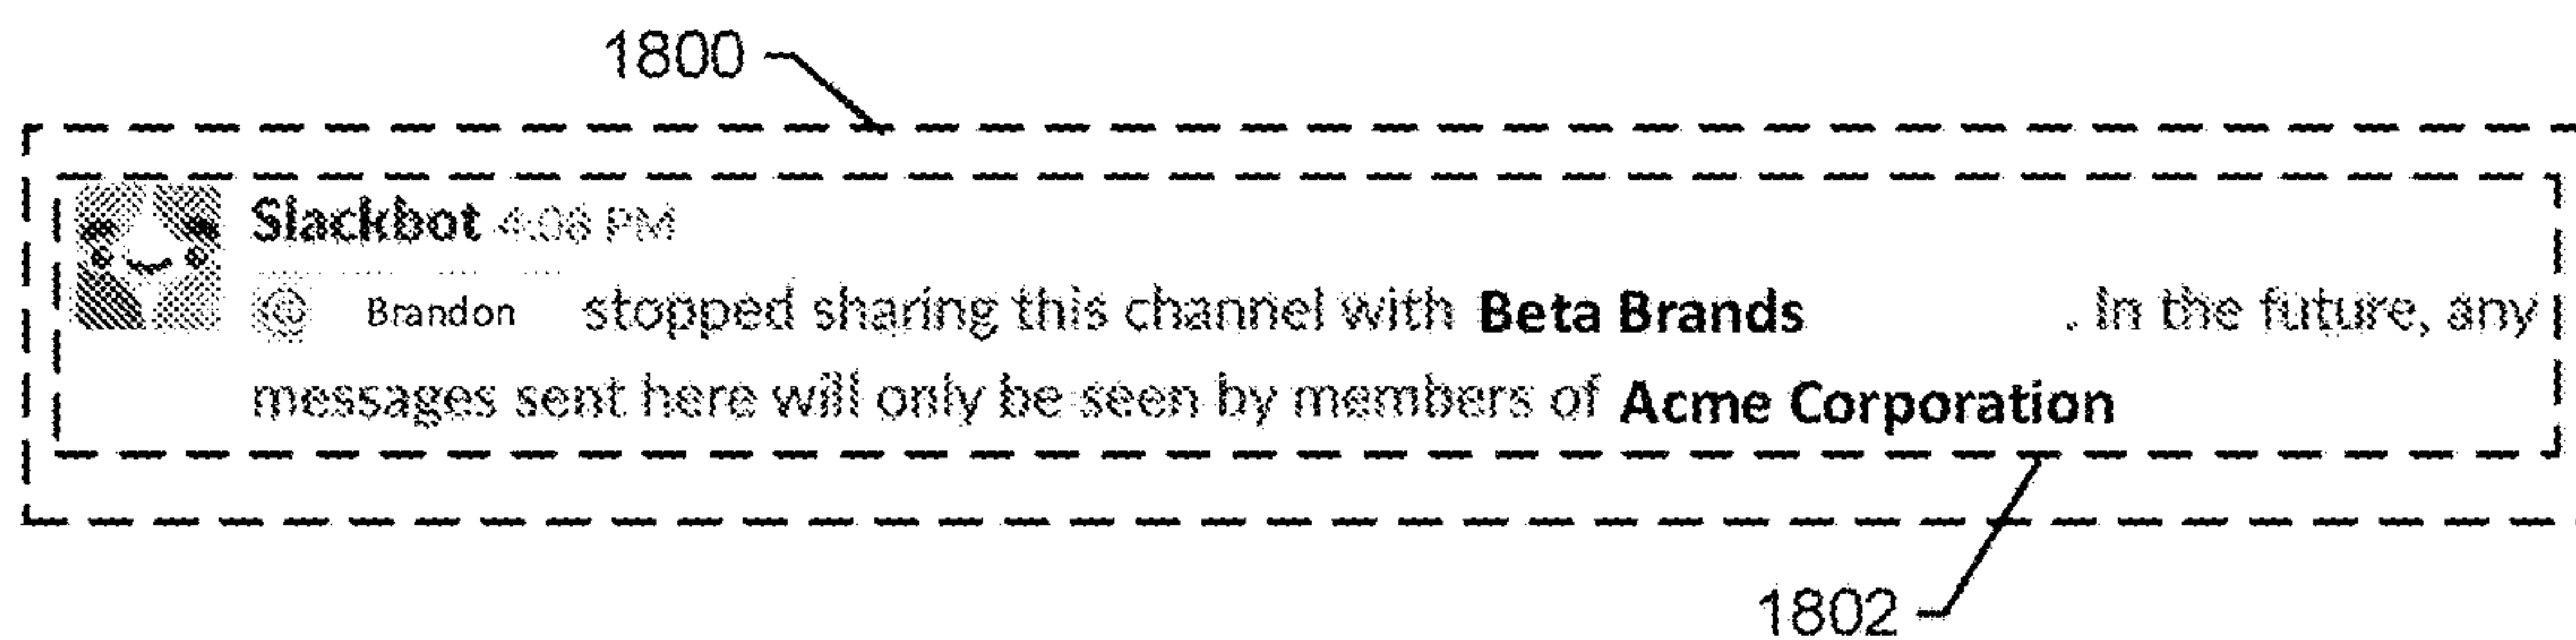 1800
Slackbot 4:06 PM
@ Brandon stopped sharing this channel with Beta Brands . In the future, any
messages sent here will only be seen by members of Acme Corporation
1802